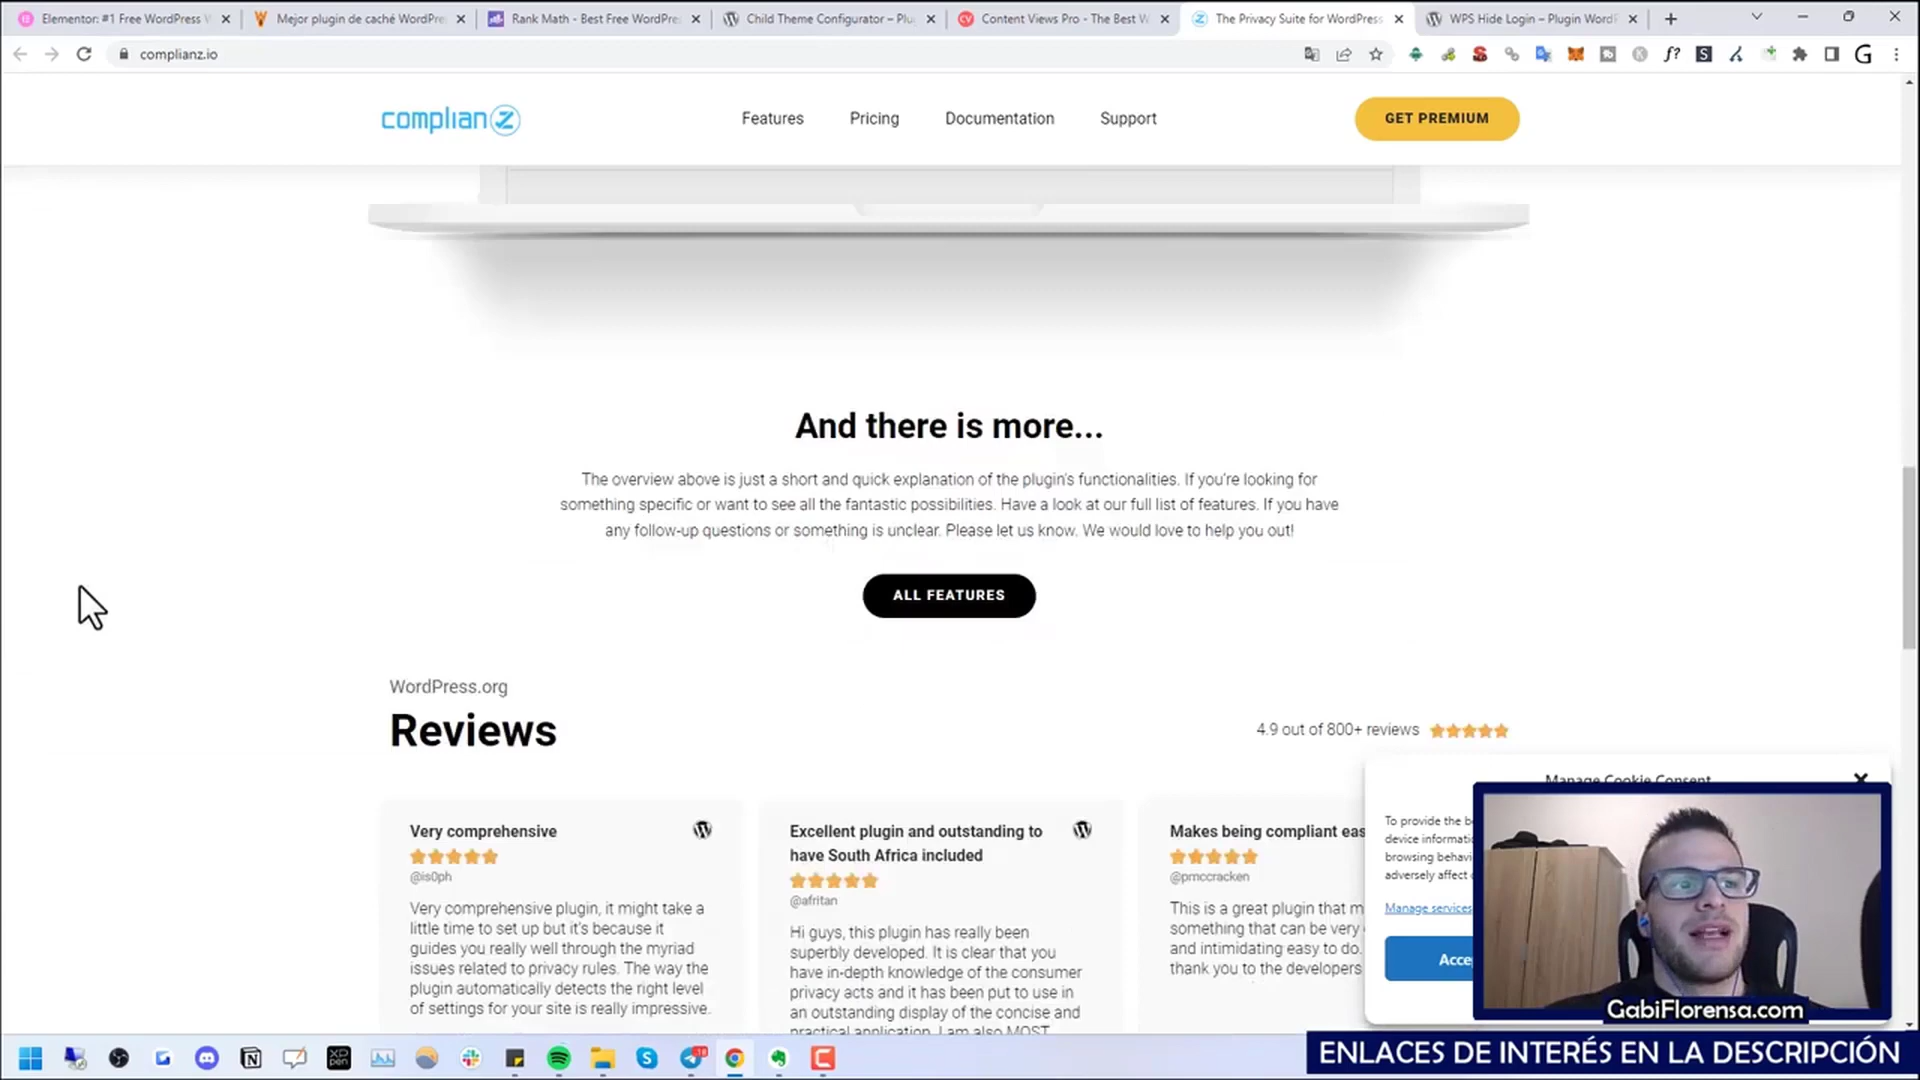 Elementor: #1 Free WordPress W
Mejor plugin de caché WordPre
Rank Math - Best Free WordPre
Child Theme Configurator – Plu
Content Views Pro - The Best W
The Privacy Suite for WordPress
WPS Hide Login – Plugin WordP
complianz.io
complianz
Features
Pricing
Documentation
Support
GET PREMIUM
And there is more...
The overview above is just a short and quick explanation of the plugin's functionalities. If you're looking for
something specific or want to see all the fantastic possibilities. Have a look at our full list of features. If you have
any follow-up questions or something is unclear. Please let us know. We would love to help you out!
ALL FEATURES
WordPress.org
Reviews
4.9 out of 800+ reviews
Very comprehensive
@is0ph
Very comprehensive plugin, it might take a
little time to set up but it's because it
guides you really well through the myriad
issues related to privacy rules. The way the
plugin automatically detects the right level
of settings for your site is really impressive.
Excellent plugin and outstanding to
have South Africa included
@afritan
Hi guys, this plugin has really been
superbly developed. It is clear that you
have in-depth knowledge of the consumer
privacy acts and it has been put to use in
an outstanding display of the concise and
practical application. I am also MOST
Makes being compliant eas
@pmccracken
This is a great plugin that m
something that can be very
and intimidating easy to do.
thank you to the developers
Manage Cookie Consent
To provide the b
device informati
browsing behavi
adversely affect
Manage services
Acce
GabiFlorensa.com
ENLACES DE INTERÉS EN LA DESCRIPCIÓN